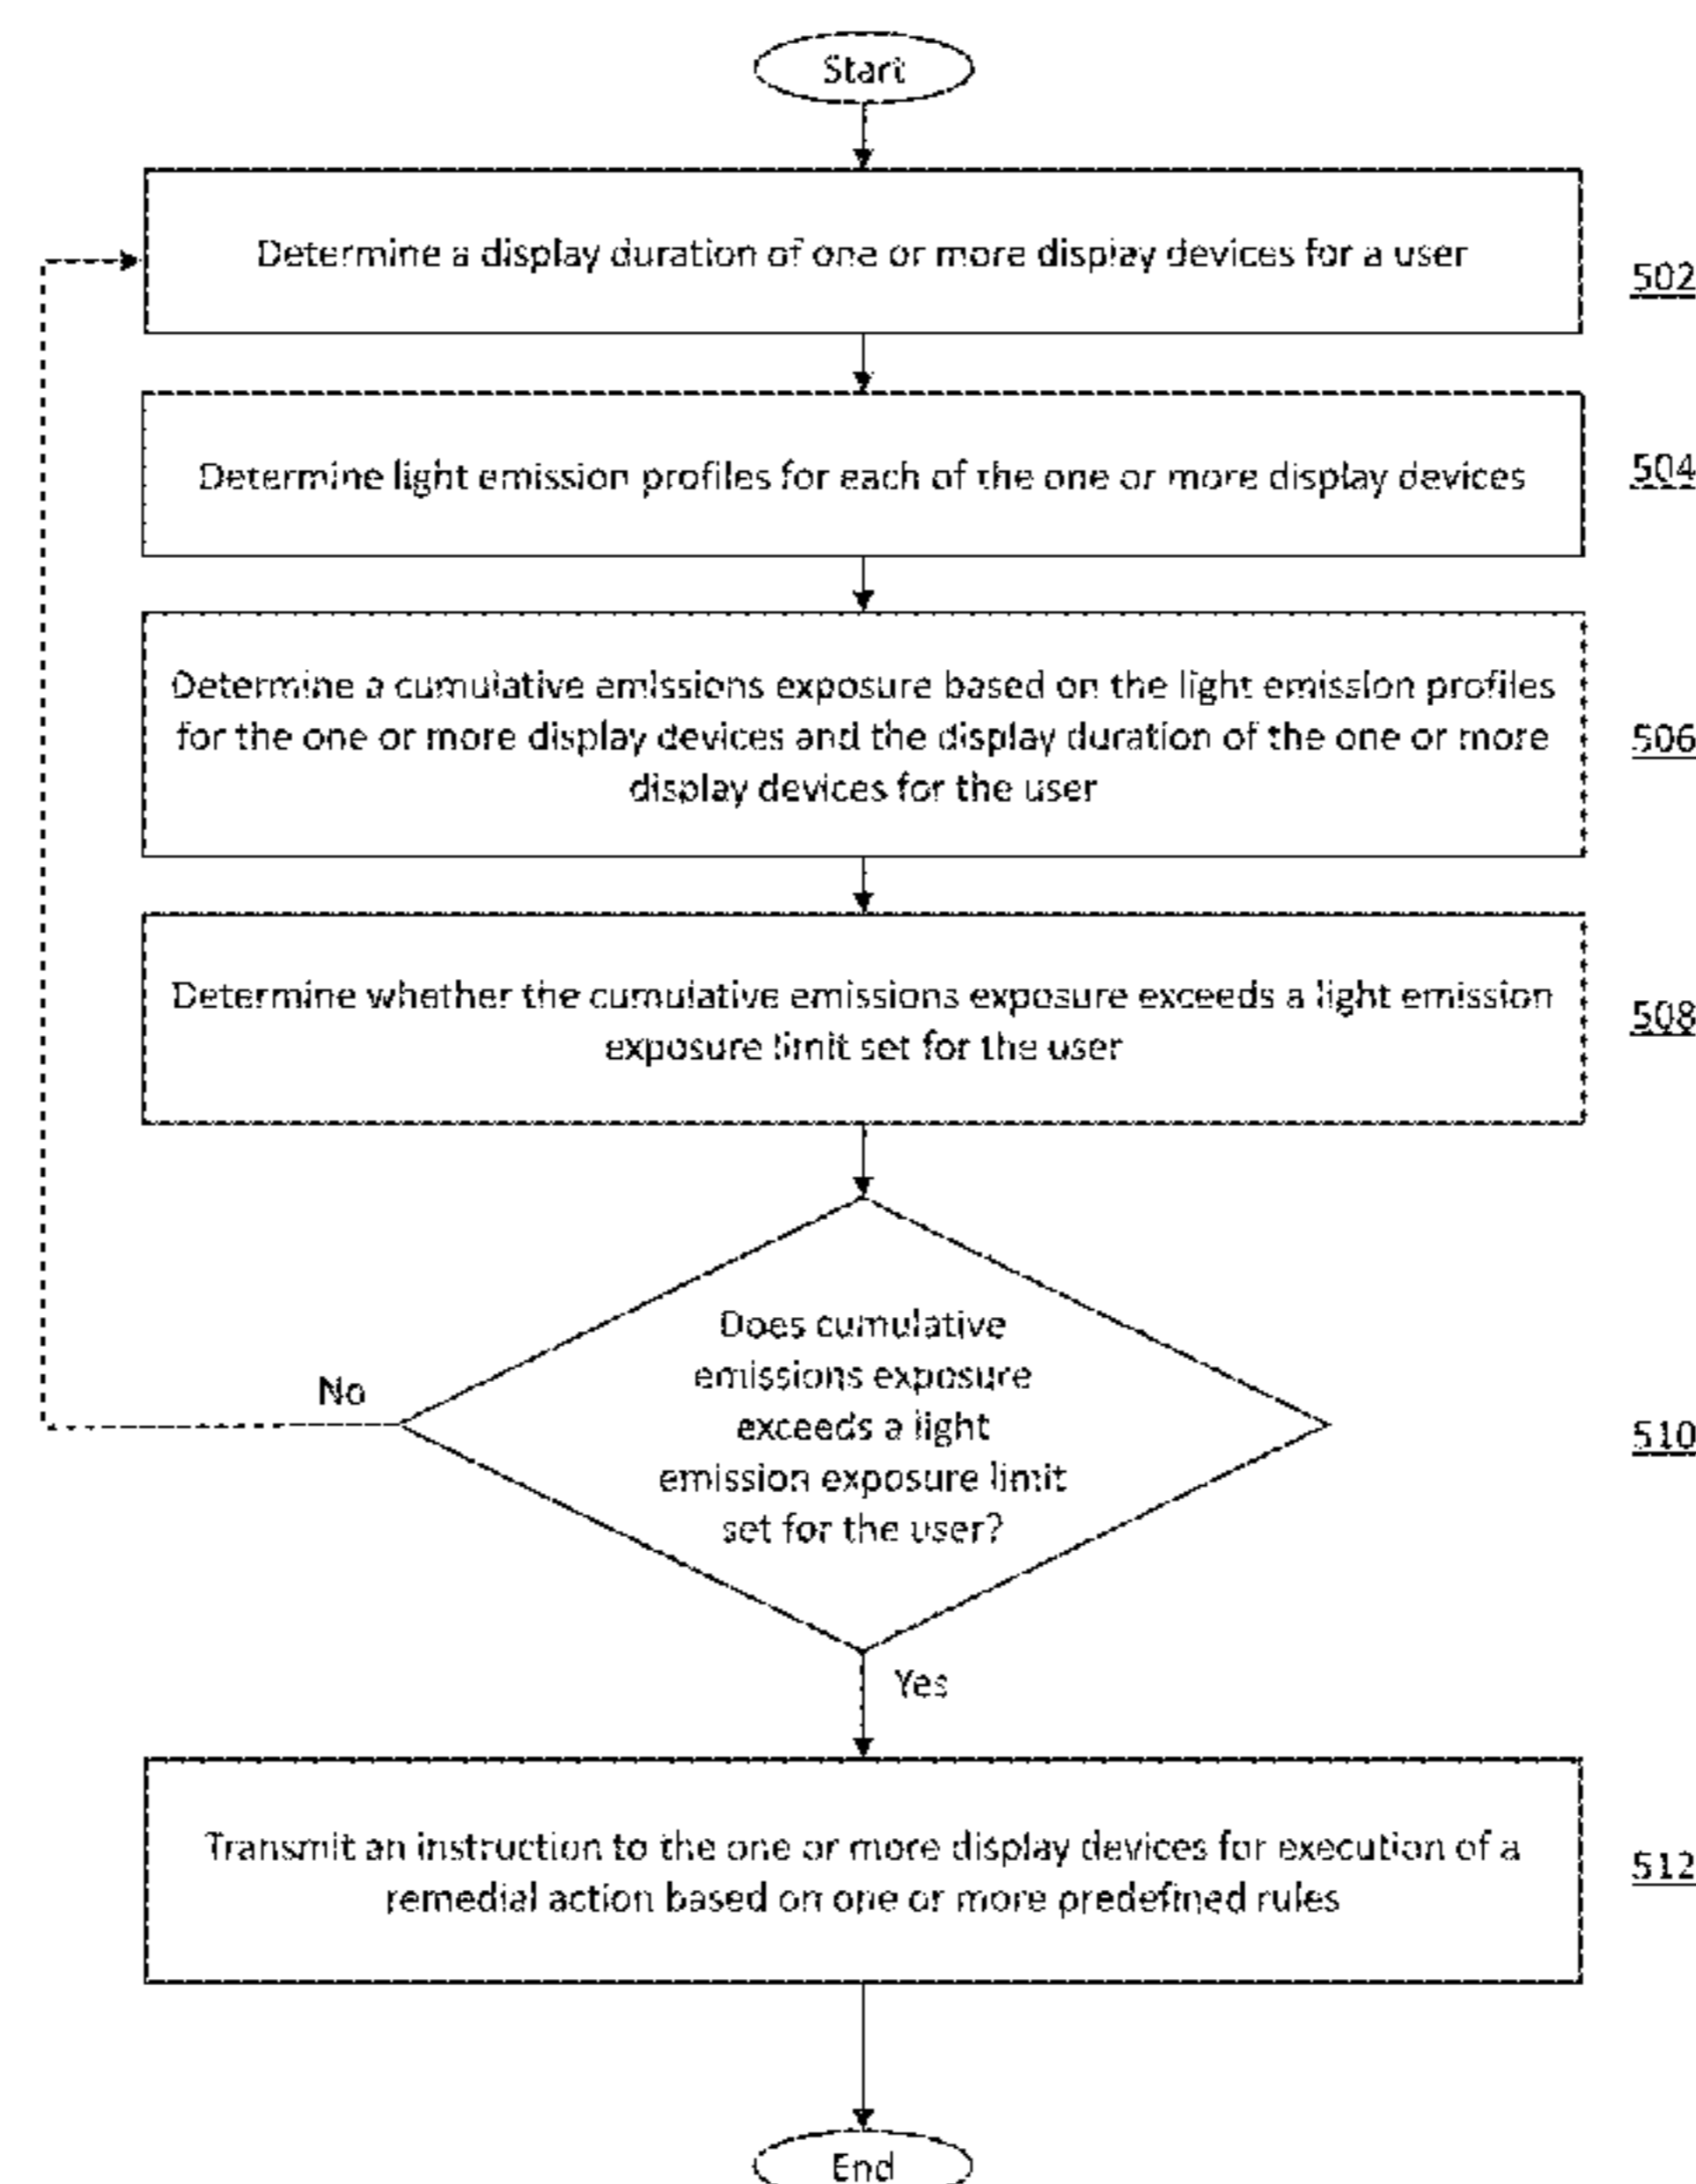 Start
Determine a display duration of one or more display devices for a user
502
Determine light emission profiles for each of the one or more display devices
504
Determine a cumulative emissions exposure based on the light emission profiles
for the one or more display devices and the display duration of the one or more
display devices for the user
506
Determine whether the cumulative emissions exposure exceeds a light emission
exposure limit set for the user
508
Does cumulative
emissions exposure
exceeds a light
emission exposure limit
set for the user?
No
510
Yes
Transmit an instruction to the one or more display devices for execution of a
remedial action based on one or more predefined rules
512
End